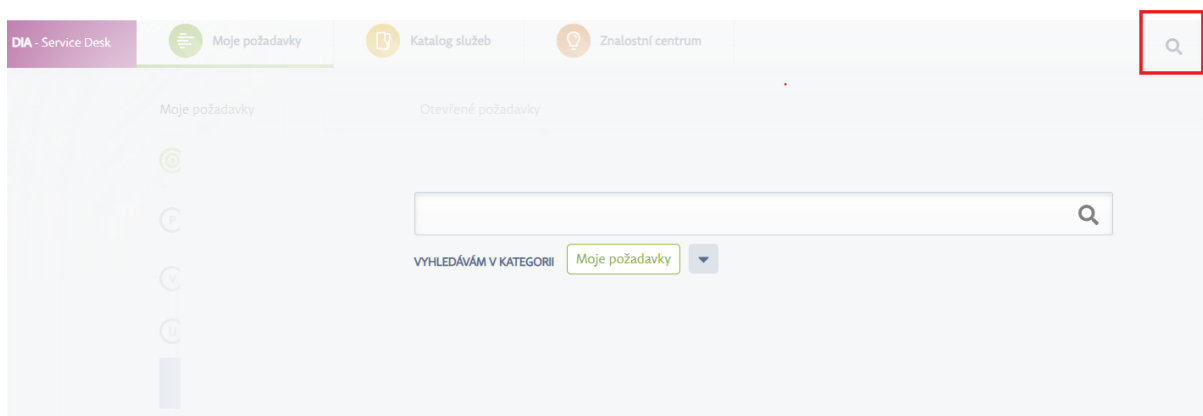 DIA - Service Desk Moje požadavky Katalog služeb Znalostní centrum
Moje požadavky Otevřené požadavky
P
V
U
VYHLEDÁVÁM V KATEGORII Moje požadavky